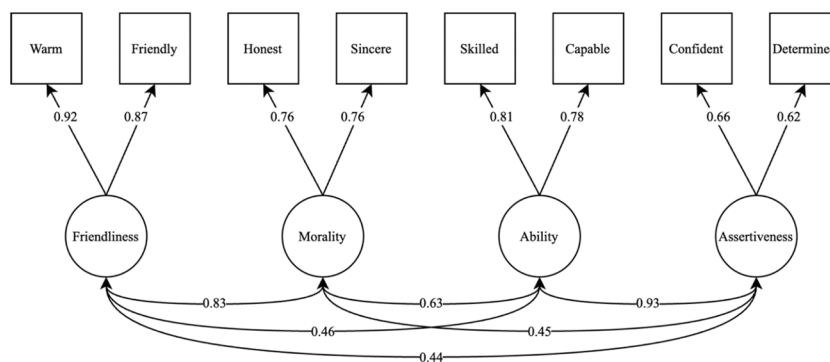 Warm Friendly Honest Sincere Skilled Capable Confident Determine
0.92 0.87 0.76 0.76 0.81 0.78 0.66 0.62
Friendliness Morality Ability Assertiveness
0.83 0.63 0.93
0.46 0.45
0.44